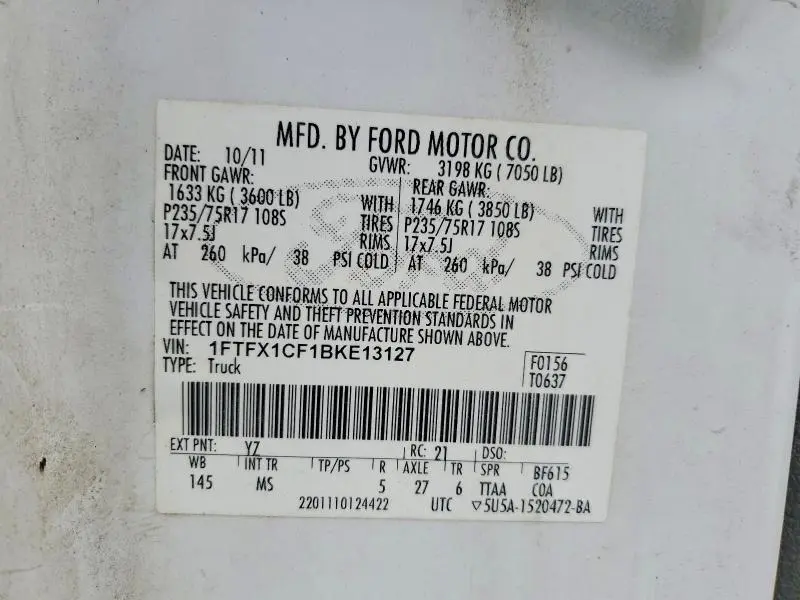 MFD. BY FORD MOTOR CO.
DATE: 10/11 GVWR: 3198 KG ( 7050 LB)
FRONT GAWR: REAR GAWR:
1633 KG ( 3600 LB) WITH 1746 KG ( 3850 LB) WITH
P235/75R17 108S TIRES P235/75R17 108S TIRES
17x7.5J RIMS 17x7.5J RIMS
AT 260 kPa/ 38 PSI COLD AT 260 kPa/ 38 PSI COLD
THIS VEHICLE CONFORMS TO ALL APPLICABLE FEDERAL MOTOR
VEHICLE SAFETY AND THEFT PREVENTION STANDARDS IN
EFFECT ON THE DATE OF MANUFACTURE SHOWN ABOVE.
VIN: 1FTFX1CF1BKE13127
TYPE: Truck
F0156
T0637
EXT PNT: YZ RC: 21 DSO:
WB INT TR TP/PS R AXLE TR SPR BF615
145 MS 5 27 6 TTAA COA
2201110124422 UTC ▽5U5A-1520472-BA